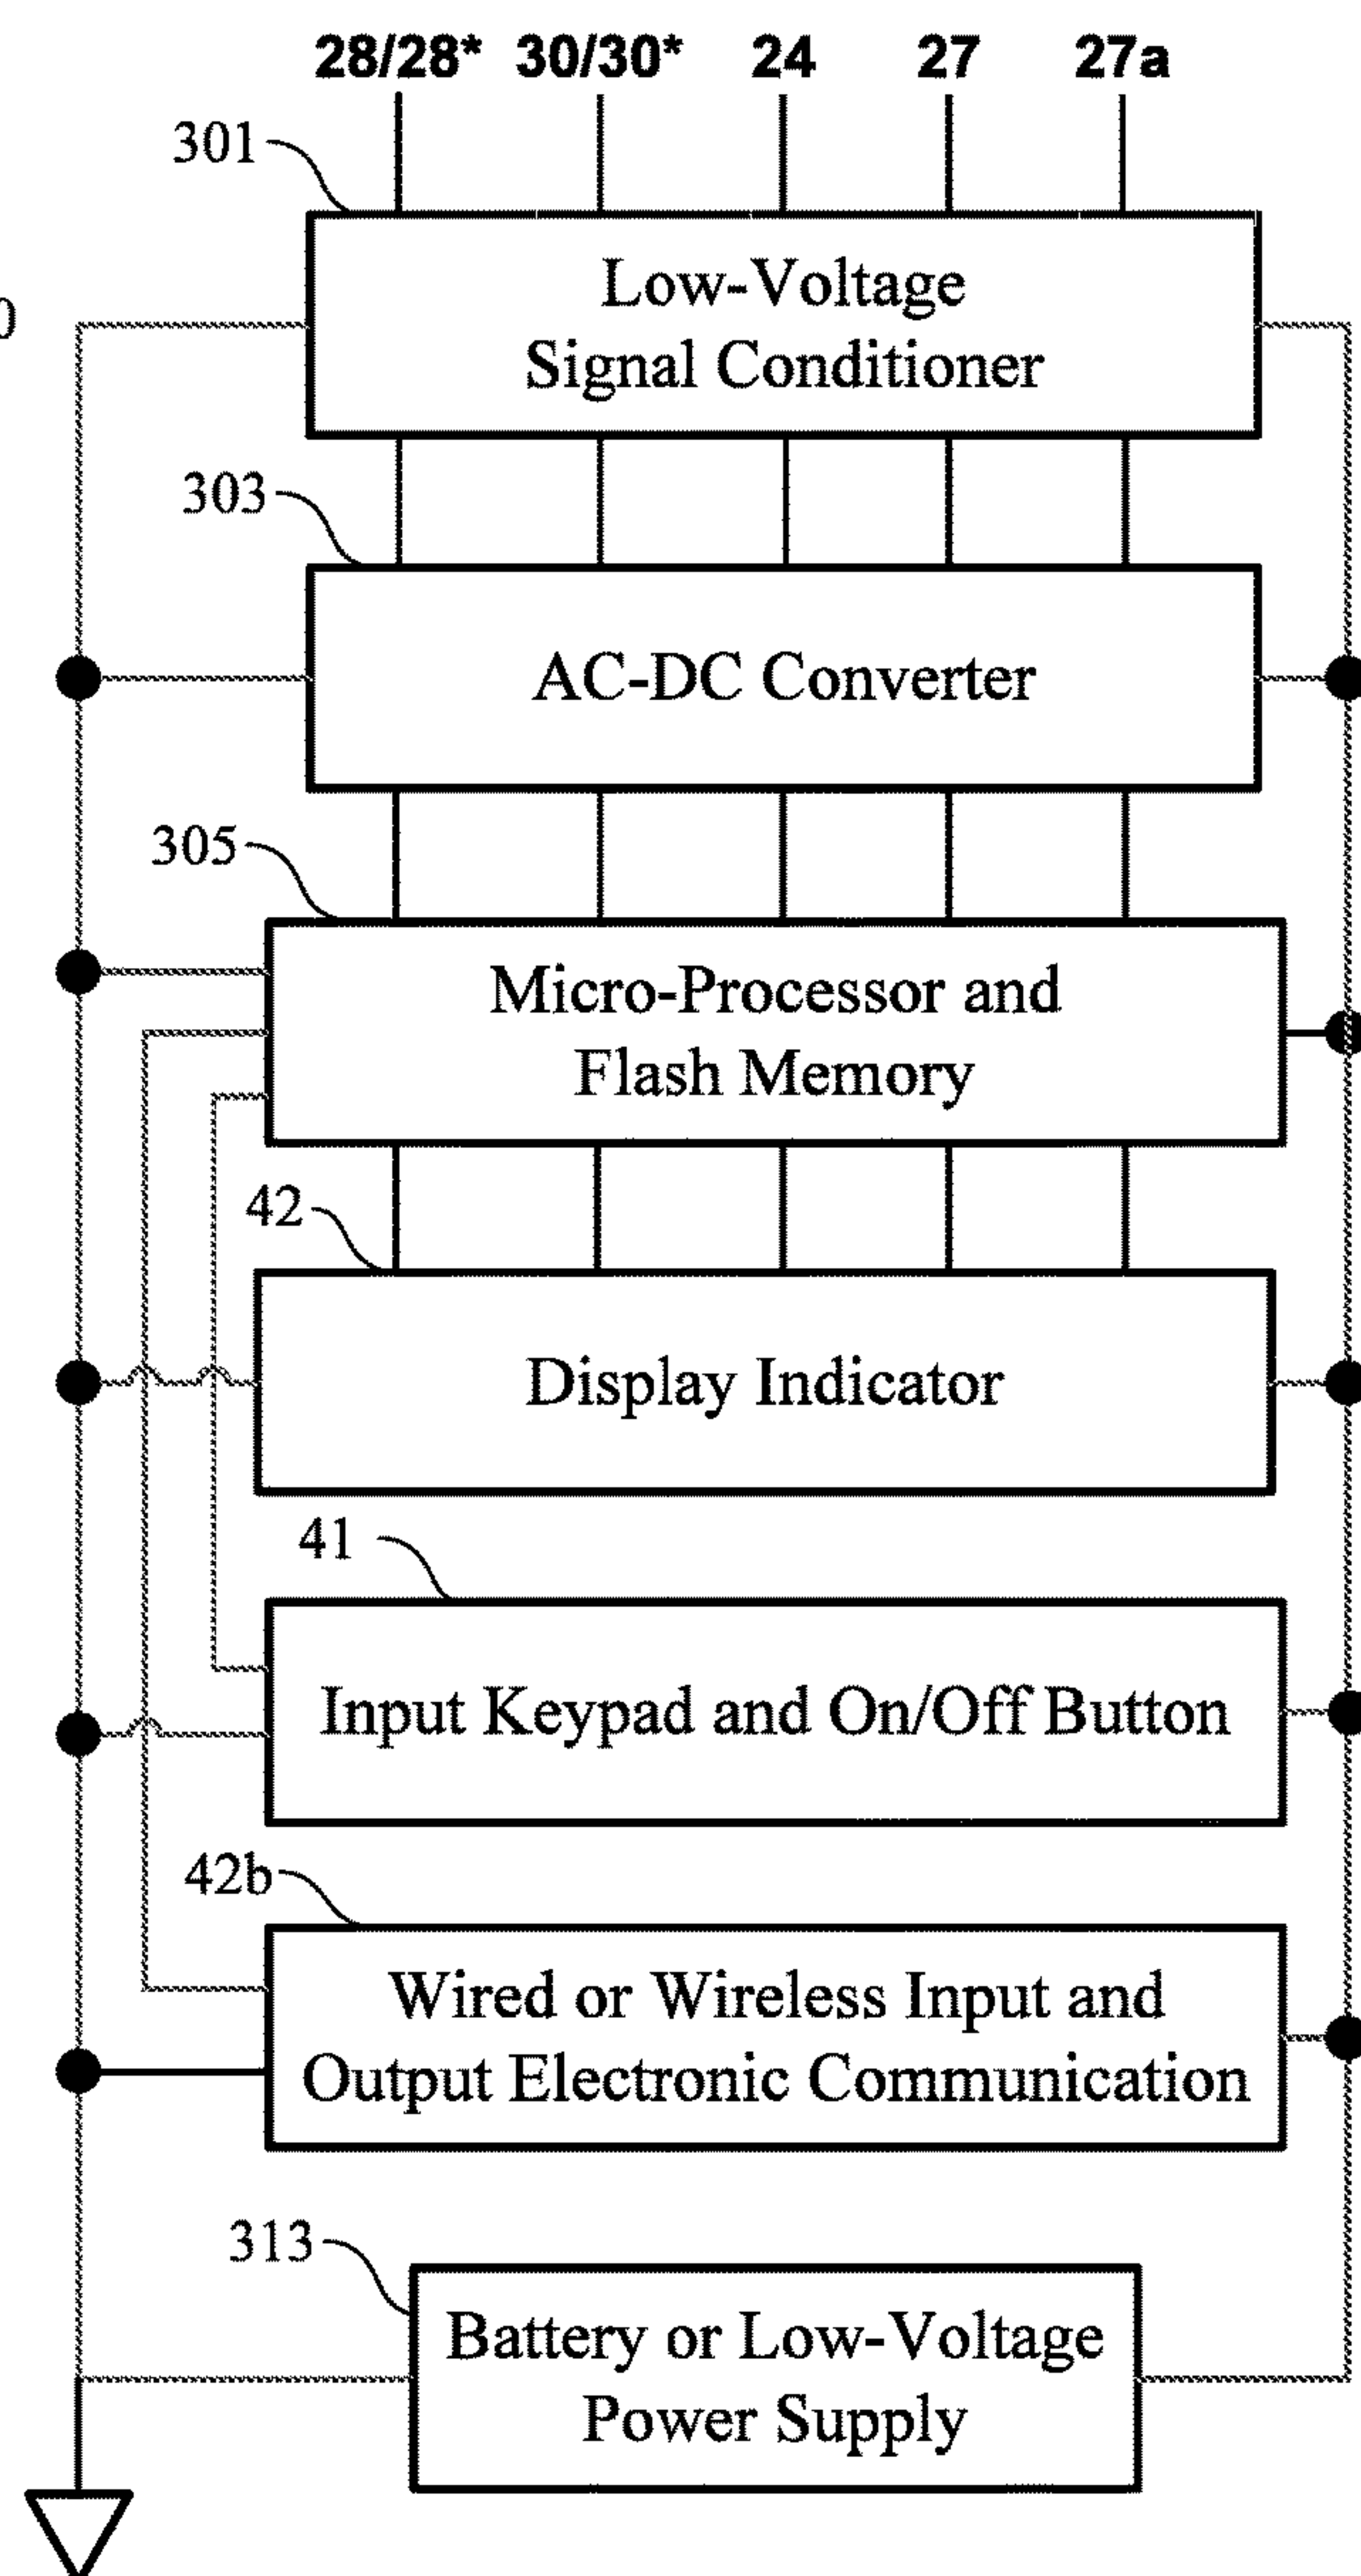 28/28* 30/30* 24 27 27a
301
0
Low-Voltage
Signal Conditioner
303
AC-DC Converter
305
Micro-Processor and
Flash Memory
42
Display Indicator
41
Input Keypad and On/Off Button
42b
Wired or Wireless Input and
Output Electronic Communication
313
Battery or Low-Voltage
Power Supply